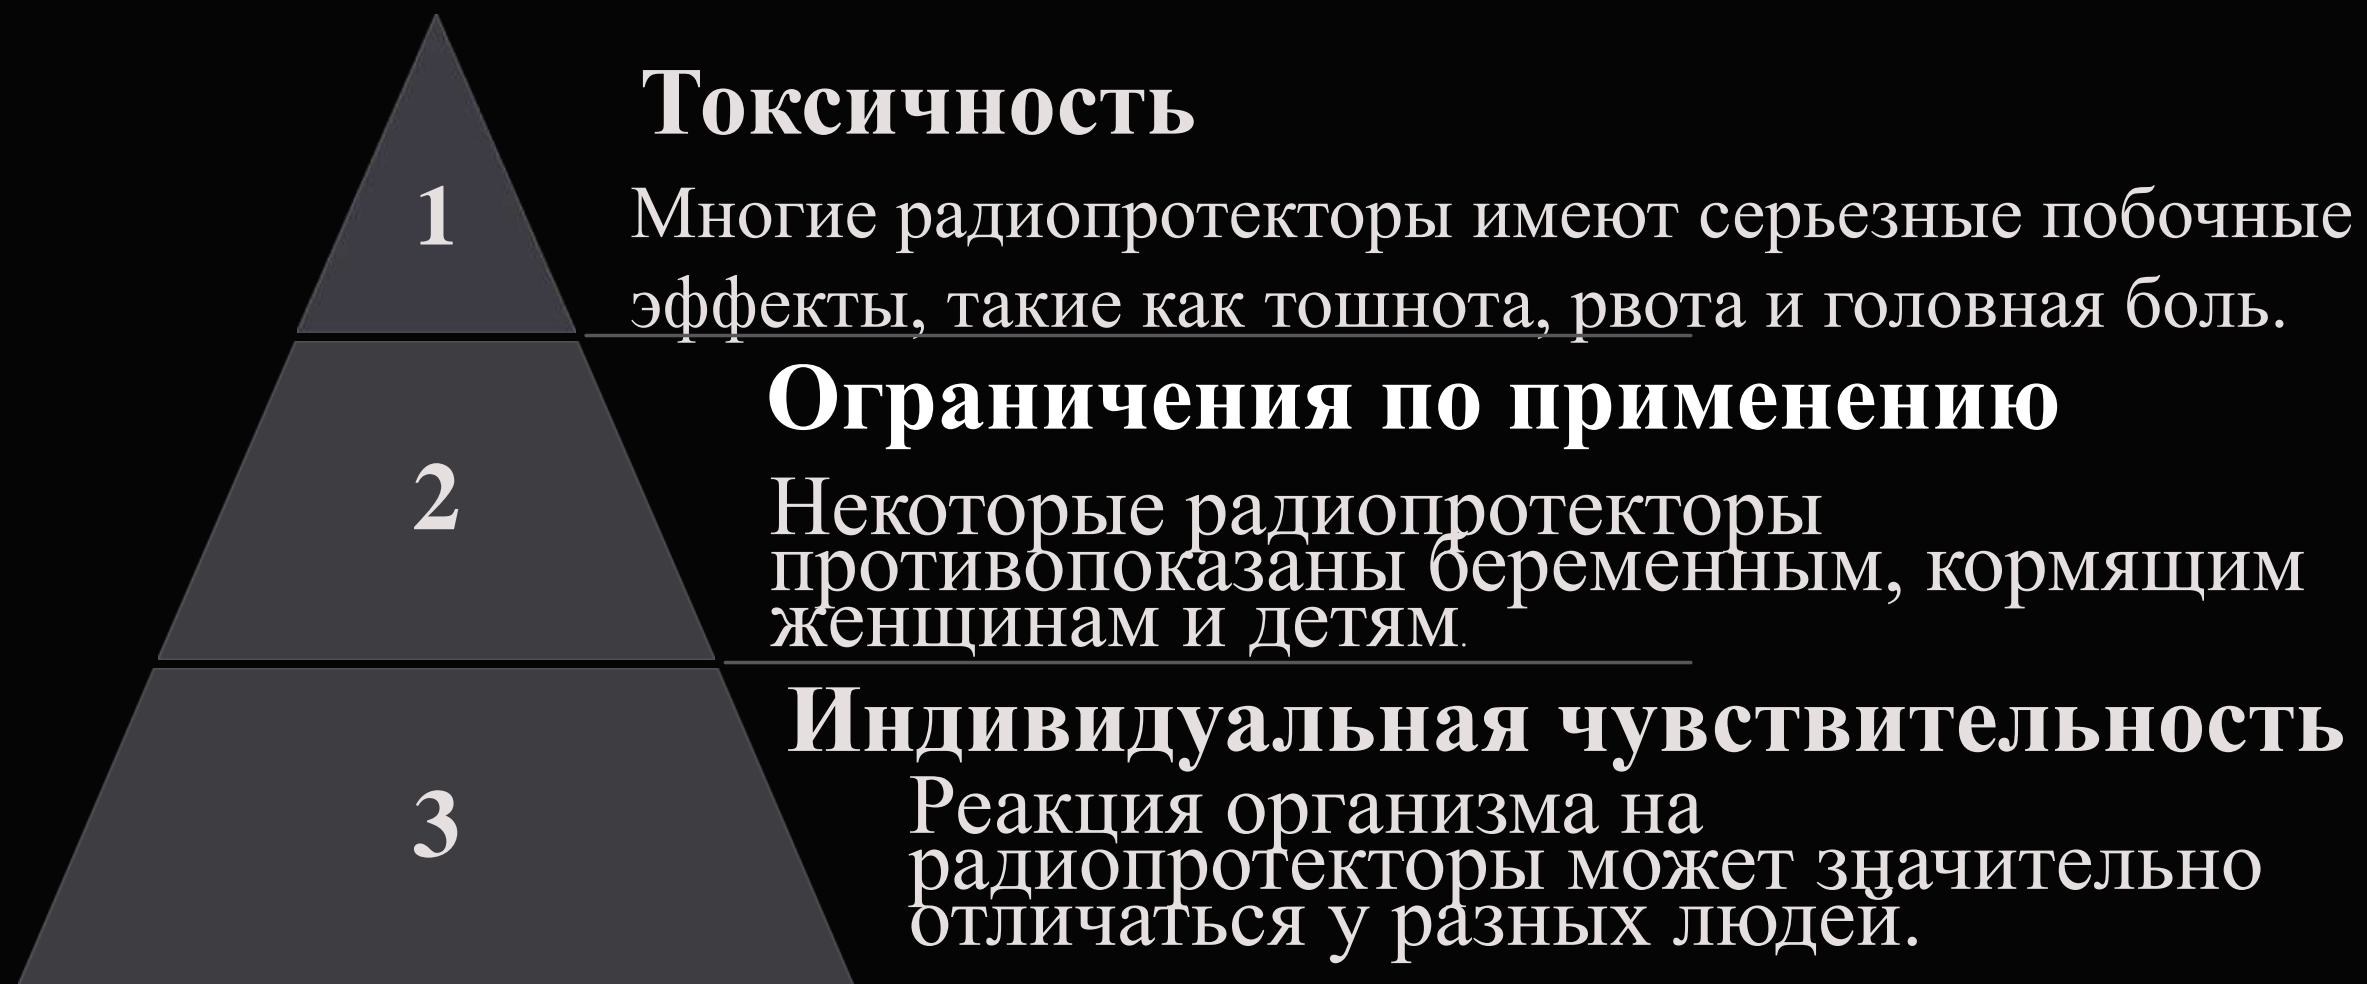 Токсичность
1
Многие радиопротекторы имеют серьезные побочные
эффекты, такие как тошнота, рвота и головная боль.
Ограничения по применению
2
Некоторые радиопротекторы
противопоказаны беременным, кормящим
женщинам и детям.
Индивидуальная чувствительность
3
Реакция организма на
радиопротекторы может значительно
отличаться у разных людей.